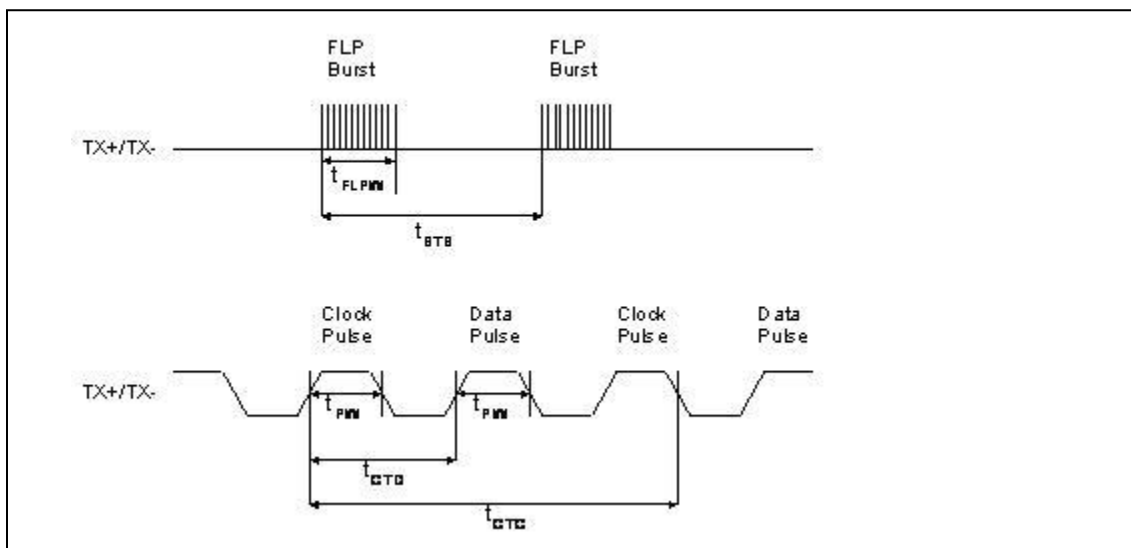 FLP
Burst
FLP
Burst
TX+/TX-
t FLPW
t BTB
Clock
Pulse
Data
Pulse
Clock
Pulse
Data
Pulse
TX+/TX-
t PW
t PW
t CTD
t CTC